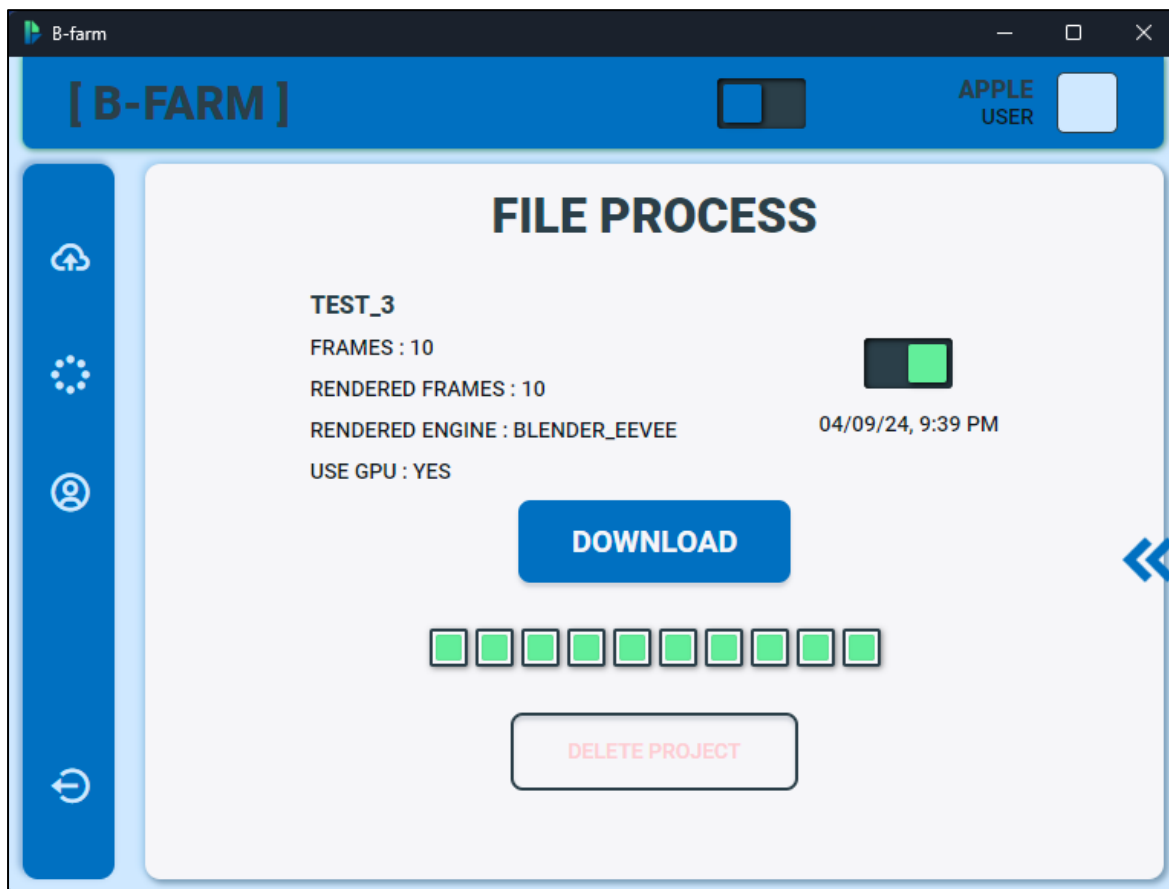 B-farm
[ B-FARM ]
APPLE
USER
FILE PROCESS
TEST_3
FRAMES : 10
RENDERED FRAMES : 10
RENDERED ENGINE : BLENDER_EEVEE
USE GPU : YES
04/09/24, 9:39 PM
DOWNLOAD
DELETE PROJECT